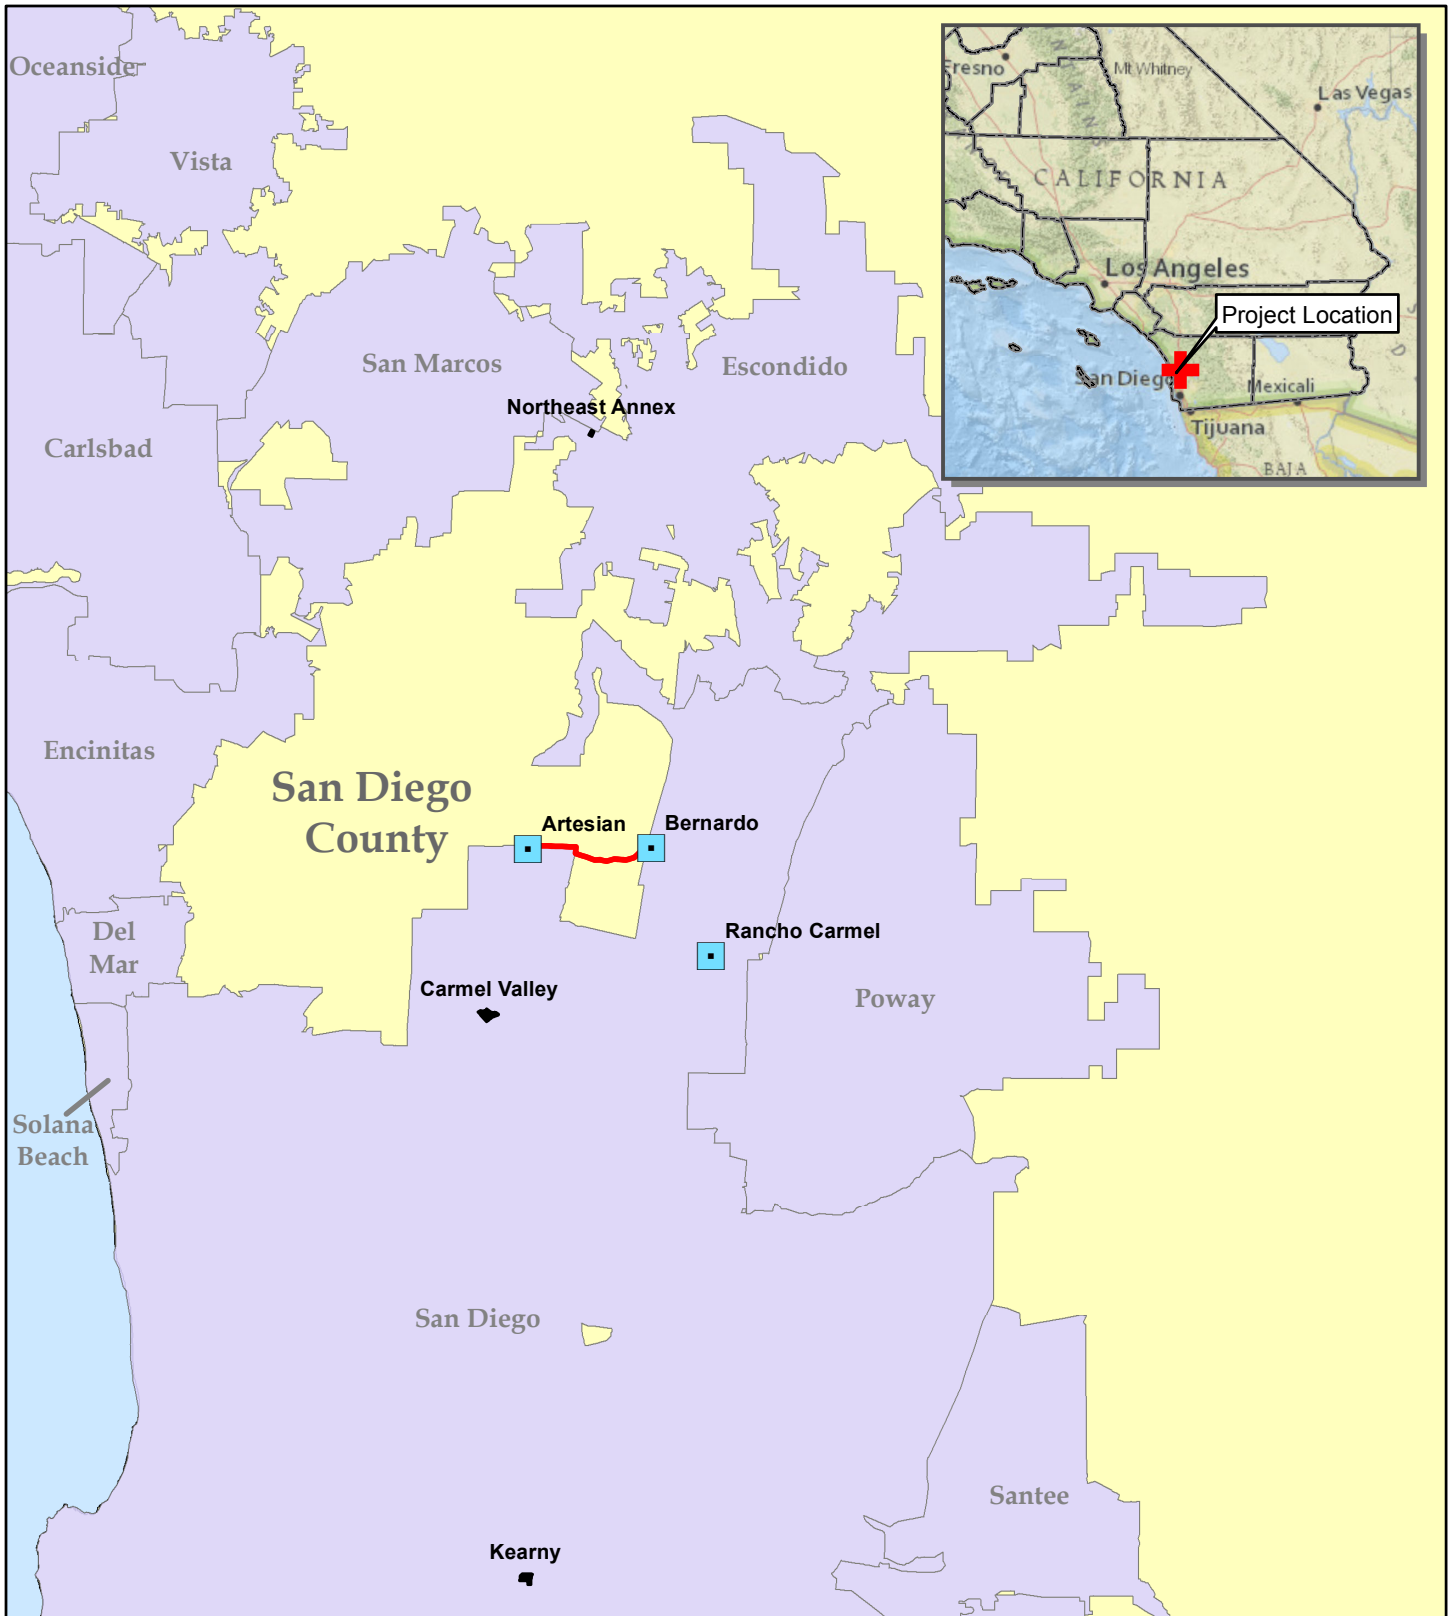 Oceanside
Vista
San Marcos
Escondido
Northeast Annex
Carlsbad
Encinitas
San Diego
County
Artesian
Bernardo
Rancho Carmel
Del
Mar
Carmel Valley
Poway
Solana
Beach
San Diego
Santee
Kearny
Fresno
Mt Whitney
Las Vegas
CALIFORNIA
Los Angeles
Project Location
San Diego
Mexicali
Tijuana
BAJA